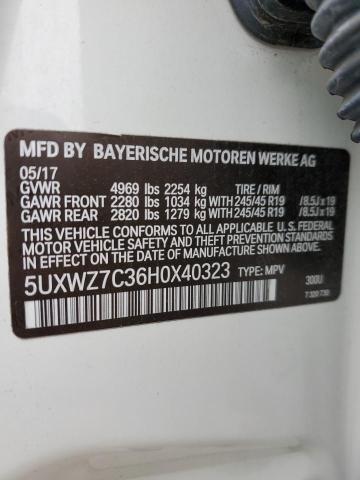 MFD BY BAYERISCHE MOTOREN WERKE AG
05/17
GVWR 4969 lbs 2254 kg TIRE / RIM
GAWR FRONT 2280 lbs 1034 kg WITH 245/45 R19 /8.5J x 19
GAWR REAR 2820 lbs 1279 kg WITH 245/45 R19 /8.5J x 19
THIS VEHICLE CONFORMS TO ALL APPLICABLE U.S. FEDERAL
MOTOR VEHICLE SAFETY STANDARDS IN EFFECT ON THE DATE
OF MANUFACTURE SHOWN ABOVE.
5UXWZ7C36H0X40323 TYPE: MPV
300U